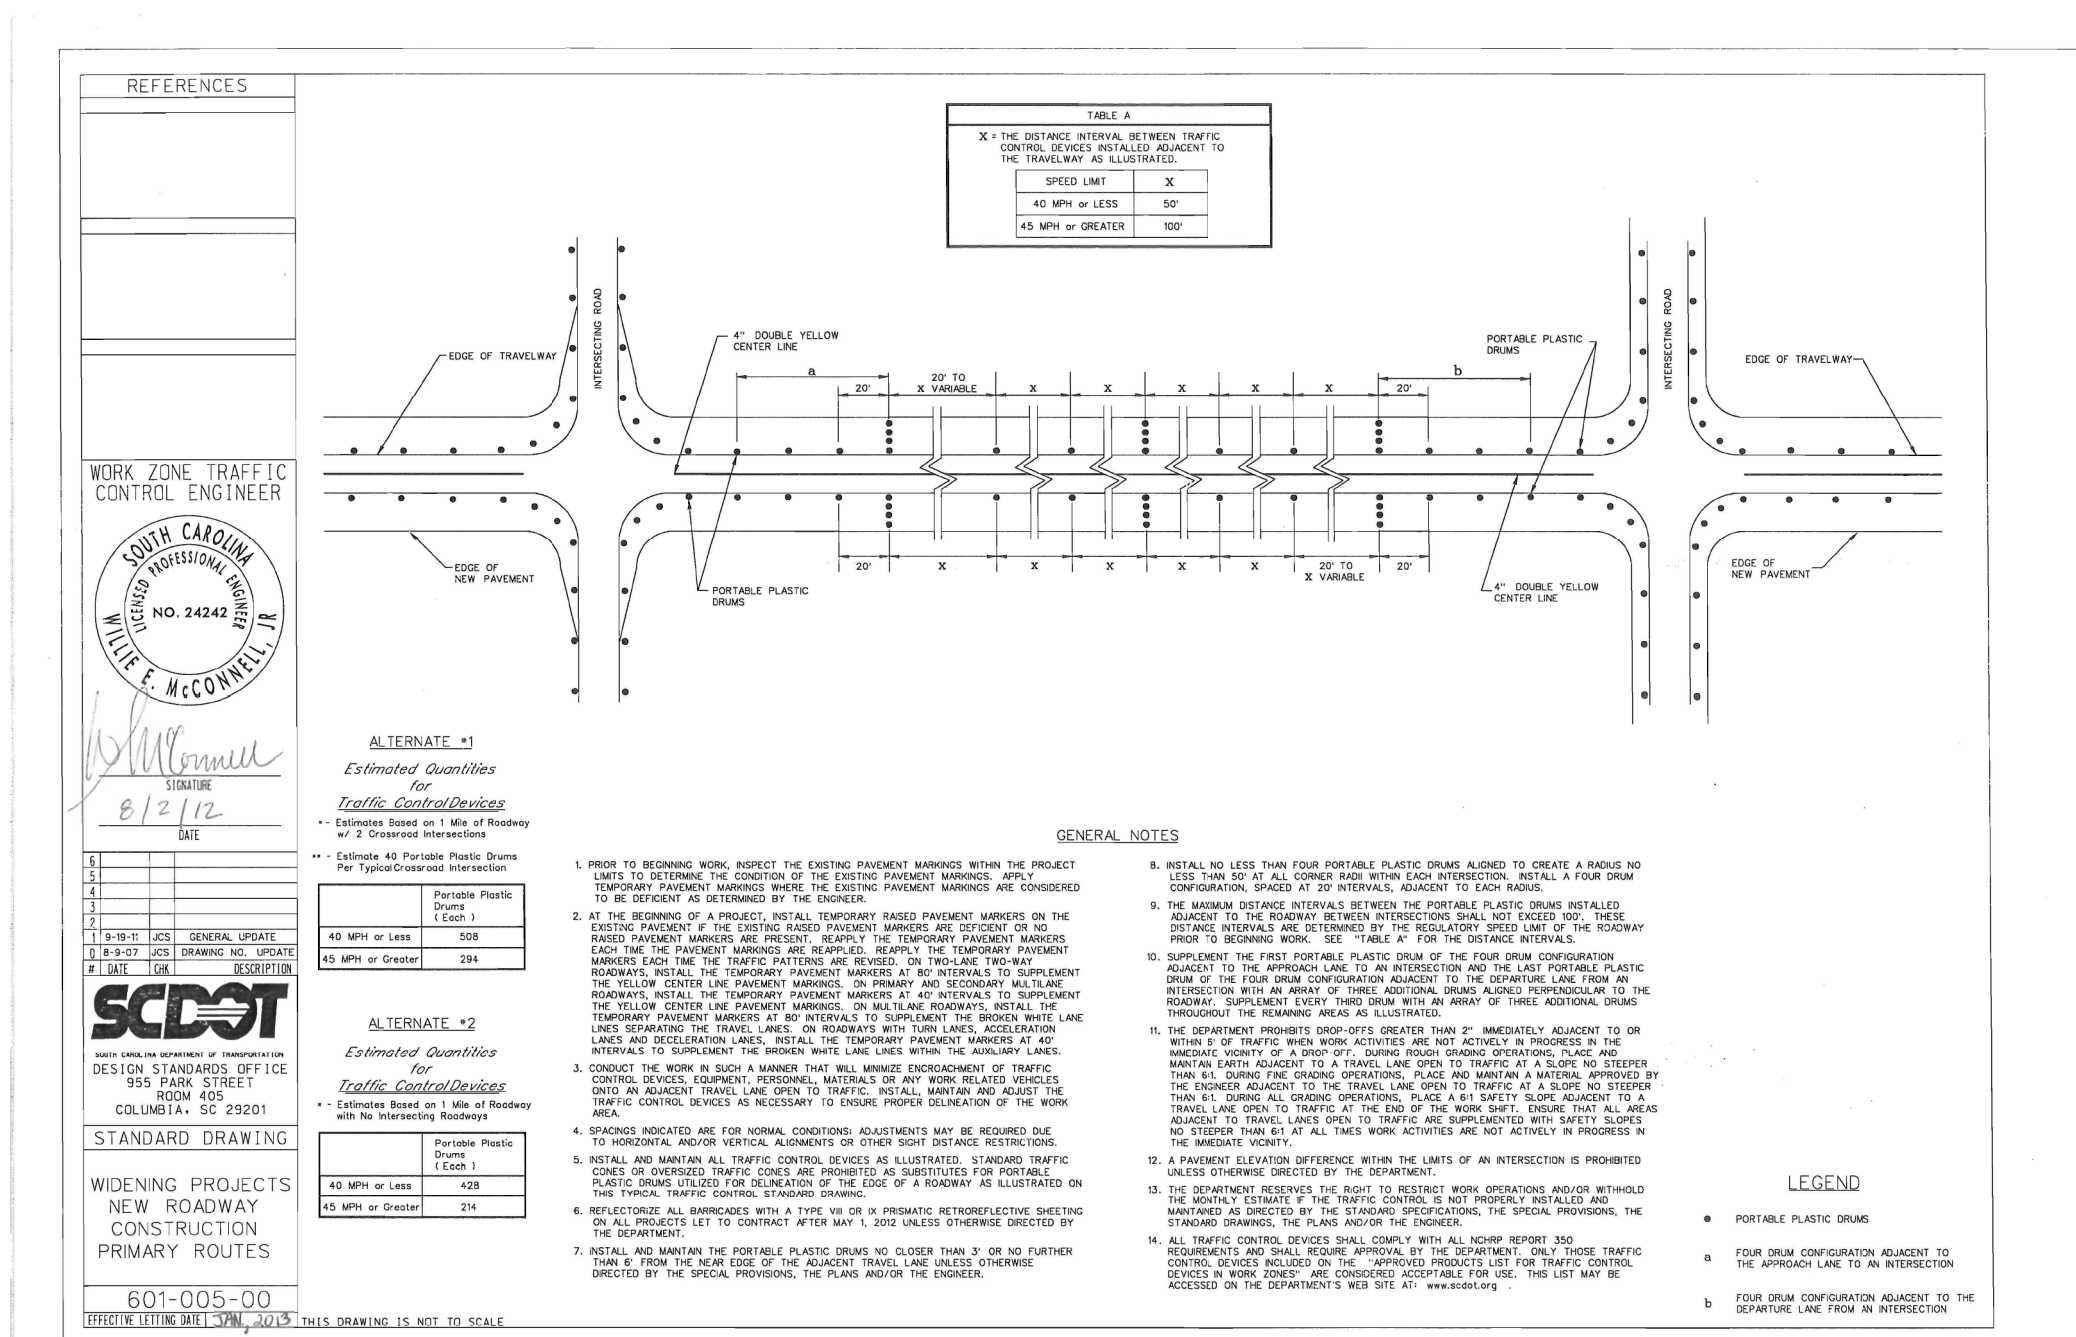 REFERENCES
WORK ZONE TRAFFIC
CONTROL ENGINEER
SOUTH CAROLINA
LICENSED PROFESSIONAL ENGINEER
NO. 24242
WILLIE E. McCONNELL, JR
W McConnell
SIGNATURE
8/2/12
DATE
6
5
4
3
2
1 9-19-11 JCS GENERAL UPDATE
0 8-9-07 JCS DRAWING NO. UPDATE
# DATE CHK DESCRIPTION
SCDOT
SOUTH CAROLINA DEPARTMENT OF TRANSPORTATION
DESIGN STANDARDS OFFICE
955 PARK STREET
ROOM 405
COLUMBIA, SC 29201
STANDARD DRAWING
WIDENING PROJECTS
NEW ROADWAY
CONSTRUCTION
PRIMARY ROUTES
601-005-00
EFFECTIVE LETTING DATE JAN, 2013
THIS DRAWING IS NOT TO SCALE
TABLE A
X = THE DISTANCE INTERVAL BETWEEN TRAFFIC
CONTROL DEVICES INSTALLED ADJACENT TO
THE TRAVELWAY AS ILLUSTRATED.
SPEED LIMIT X
40 MPH or LESS 50'
45 MPH or GREATER 100'
EDGE OF TRAVELWAY
INTERSECTING ROAD
4" DOUBLE YELLOW
CENTER LINE
a
20'
20' TO
X VARIABLE
X
X
X
X
X
b
20'
PORTABLE PLASTIC
DRUMS
INTERSECTING ROAD
EDGE OF TRAVELWAY
EDGE OF
NEW PAVEMENT
PORTABLE PLASTIC
DRUMS
20'
X
X
X
X
X
20' TO
X VARIABLE
20'
4" DOUBLE YELLOW
CENTER LINE
EDGE OF
NEW PAVEMENT
ALTERNATE #1
Estimated Quantities
for
Traffic Control Devices
* - Estimates Based on 1 Mile of Roadway
w/ 2 Crossroad Intersections
** - Estimate 40 Portable Plastic Drums
Per Typical Crossroad Intersection
Portable Plastic
Drums
( Each )
40 MPH or Less 508
45 MPH or Greater 294
ALTERNATE #2
Estimated Quantities
for
Traffic Control Devices
* - Estimates Based on 1 Mile of Roadway
with No Intersecting Roadways
Portable Plastic
Drums
( Each )
40 MPH or Less 428
45 MPH or Greater 214
GENERAL NOTES
1. PRIOR TO BEGINNING WORK, INSPECT THE EXISTING PAVEMENT MARKINGS WITHIN THE PROJECT
LIMITS TO DETERMINE THE CONDITION OF THE EXISTING PAVEMENT MARKINGS. APPLY
TEMPORARY PAVEMENT MARKINGS WHERE THE EXISTING PAVEMENT MARKINGS ARE CONSIDERED
TO BE DEFICIENT AS DETERMINED BY THE ENGINEER.
2. AT THE BEGINNING OF A PROJECT, INSTALL TEMPORARY RAISED PAVEMENT MARKERS ON THE
EXISTING PAVEMENT IF THE EXISTING RAISED PAVEMENT MARKERS ARE DEFICIENT OR NO
RAISED PAVEMENT MARKERS ARE PRESENT. REAPPLY THE TEMPORARY PAVEMENT MARKERS
EACH TIME THE PAVEMENT MARKINGS ARE REAPPLIED. REAPPLY THE TEMPORARY PAVEMENT
MARKERS EACH TIME THE TRAFFIC PATTERNS ARE REVISED. ON TWO-LANE TWO-WAY
ROADWAYS, INSTALL THE TEMPORARY PAVEMENT MARKERS AT 80' INTERVALS TO SUPPLEMENT
THE YELLOW CENTER LINE PAVEMENT MARKINGS. ON PRIMARY AND SECONDARY MULTILANE
ROADWAYS, INSTALL THE TEMPORARY PAVEMENT MARKERS AT 40' INTERVALS TO SUPPLEMENT
THE YELLOW CENTER LINE PAVEMENT MARKINGS. ON MULTILANE ROADWAYS, INSTALL THE
TEMPORARY PAVEMENT MARKERS AT 80' INTERVALS TO SUPPLEMENT THE BROKEN WHITE LANE
LINES SEPARATING THE TRAVEL LANES. ON ROADWAYS WITH TURN LANES, ACCELERATION
LANES AND DECELERATION LANES, INSTALL THE TEMPORARY PAVEMENT MARKERS AT 40'
INTERVALS TO SUPPLEMENT THE BROKEN WHITE LANE LINES WITHIN THE AUXILIARY LANES.
3. CONDUCT THE WORK IN SUCH A MANNER THAT WILL MINIMIZE ENCROACHMENT OF TRAFFIC
CONTROL DEVICES, EQUIPMENT, PERSONNEL, MATERIALS OR ANY WORK RELATED VEHICLES
ONTO AN ADJACENT TRAVEL LANE OPEN TO TRAFFIC. INSTALL, MAINTAIN AND ADJUST THE
TRAFFIC CONTROL DEVICES AS NECESSARY TO ENSURE PROPER DELINEATION OF THE WORK
AREA.
4. SPACINGS INDICATED ARE FOR NORMAL CONDITIONS; ADJUSTMENTS MAY BE REQUIRED DUE
TO HORIZONTAL AND/OR VERTICAL ALIGNMENTS OR OTHER SIGHT DISTANCE RESTRICTIONS.
5. INSTALL AND MAINTAIN ALL TRAFFIC CONTROL DEVICES AS ILLUSTRATED. STANDARD TRAFFIC
CONES OR OVERSIZED TRAFFIC CONES ARE PROHIBITED AS SUBSTITUTES FOR PORTABLE
PLASTIC DRUMS UTILIZED FOR DELINEATION OF THE EDGE OF A ROADWAY AS ILLUSTRATED ON
THIS TYPICAL TRAFFIC CONTROL STANDARD DRAWING.
6. REFLECTORIZE ALL BARRICADES WITH A TYPE VIII OR IX PRISMATIC RETROREFLECTIVE SHEETING
ON ALL PROJECTS LET TO CONTRACT AFTER MAY 1, 2012 UNLESS OTHERWISE DIRECTED BY
THE DEPARTMENT.
7. INSTALL AND MAINTAIN THE PORTABLE PLASTIC DRUMS NO CLOSER THAN 3' OR NO FURTHER
THAN 6' FROM THE NEAR EDGE OF THE ADJACENT TRAVEL LANE UNLESS OTHERWISE
DIRECTED BY THE SPECIAL PROVISIONS, THE PLANS AND/OR THE ENGINEER.
8. INSTALL NO LESS THAN FOUR PORTABLE PLASTIC DRUMS ALIGNED TO CREATE A RADIUS NO
LESS THAN 50' AT ALL CORNER RADII WITHIN EACH INTERSECTION. INSTALL A FOUR DRUM
CONFIGURATION, SPACED AT 20' INTERVALS, ADJACENT TO EACH RADIUS.
9. THE MAXIMUM DISTANCE INTERVALS BETWEEN THE PORTABLE PLASTIC DRUMS INSTALLED
ADJACENT TO THE ROADWAY BETWEEN INTERSECTIONS SHALL NOT EXCEED 100'. THESE
DISTANCE INTERVALS ARE DETERMINED BY THE REGULATORY SPEED LIMIT OF THE ROADWAY
PRIOR TO BEGINNING WORK. SEE "TABLE A" FOR THE DISTANCE INTERVALS.
10. SUPPLEMENT THE FIRST PORTABLE PLASTIC DRUM OF THE FOUR DRUM CONFIGURATION
ADJACENT TO THE APPROACH LANE TO AN INTERSECTION AND THE LAST PORTABLE PLASTIC
DRUM OF THE FOUR DRUM CONFIGURATION ADJACENT TO THE DEPARTURE LANE FROM AN
INTERSECTION WITH AN ARRAY OF THREE ADDITIONAL DRUMS ALIGNED PERPENDICULAR TO THE
ROADWAY. SUPPLEMENT EVERY THIRD DRUM WITH AN ARRAY OF THREE ADDITIONAL DRUMS
THROUGHOUT THE REMAINING AREAS AS ILLUSTRATED.
11. THE DEPARTMENT PROHIBITS DROP-OFFS GREATER THAN 2" IMMEDIATELY ADJACENT TO OR
WITHIN 6' OF TRAFFIC WHEN WORK ACTIVITIES ARE NOT ACTIVELY IN PROGRESS IN THE
IMMEDIATE VICINITY OF A DROP-OFF. DURING ROUGH GRADING OPERATIONS, PLACE AND
MAINTAIN EARTH ADJACENT TO A TRAVEL LANE OPEN TO TRAFFIC AT A SLOPE NO STEEPER
THAN 6:1. DURING FINE GRADING OPERATIONS, PLACE AND MAINTAIN A MATERIAL APPROVED BY
THE ENGINEER ADJACENT TO THE TRAVEL LANE OPEN TO TRAFFIC AT A SLOPE NO STEEPER
THAN 6:1. DURING ALL GRADING OPERATIONS, PLACE A 6:1 SAFETY SLOPE ADJACENT TO A
TRAVEL LANE OPEN TO TRAFFIC AT THE END OF THE WORK SHIFT. ENSURE THAT ALL AREAS
ADJACENT TO TRAVEL LANES OPEN TO TRAFFIC ARE SUPPLEMENTED WITH SAFETY SLOPES
NO STEEPER THAN 6:1 AT ALL TIMES WORK ACTIVITIES ARE NOT ACTIVELY IN PROGRESS IN
THE IMMEDIATE VICINITY.
12. A PAVEMENT ELEVATION DIFFERENCE WITHIN THE LIMITS OF AN INTERSECTION IS PROHIBITED
UNLESS OTHERWISE DIRECTED BY THE DEPARTMENT.
13. THE DEPARTMENT RESERVES THE RIGHT TO RESTRICT WORK OPERATIONS AND/OR WITHHOLD
THE MONTHLY ESTIMATE IF THE TRAFFIC CONTROL IS NOT PROPERLY INSTALLED AND
MAINTAINED AS DIRECTED BY THE STANDARD SPECIFICATIONS, THE SPECIAL PROVISIONS, THE
STANDARD DRAWINGS, THE PLANS AND/OR THE ENGINEER.
14. ALL TRAFFIC CONTROL DEVICES SHALL COMPLY WITH ALL NCHRP REPORT 350
REQUIREMENTS AND SHALL REQUIRE APPROVAL BY THE DEPARTMENT. ONLY THOSE TRAFFIC
CONTROL DEVICES INCLUDED ON THE "APPROVED PRODUCTS LIST FOR TRAFFIC CONTROL
DEVICES IN WORK ZONES" ARE CONSIDERED ACCEPTABLE FOR USE. THIS LIST MAY BE
ACCESSED ON THE DEPARTMENT'S WEB SITE AT: www.scdot.org .
LEGEND
PORTABLE PLASTIC DRUMS
a FOUR DRUM CONFIGURATION ADJACENT TO
THE APPROACH LANE TO AN INTERSECTION
b FOUR DRUM CONFIGURATION ADJACENT TO THE
DEPARTURE LANE FROM AN INTERSECTION